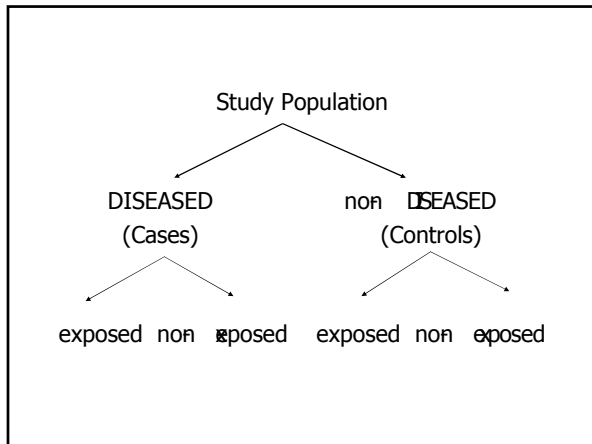 Study Population
DISEASED non- DISEASED
(Cases) (Controls)
exposed non- exposed exposed non- exposed